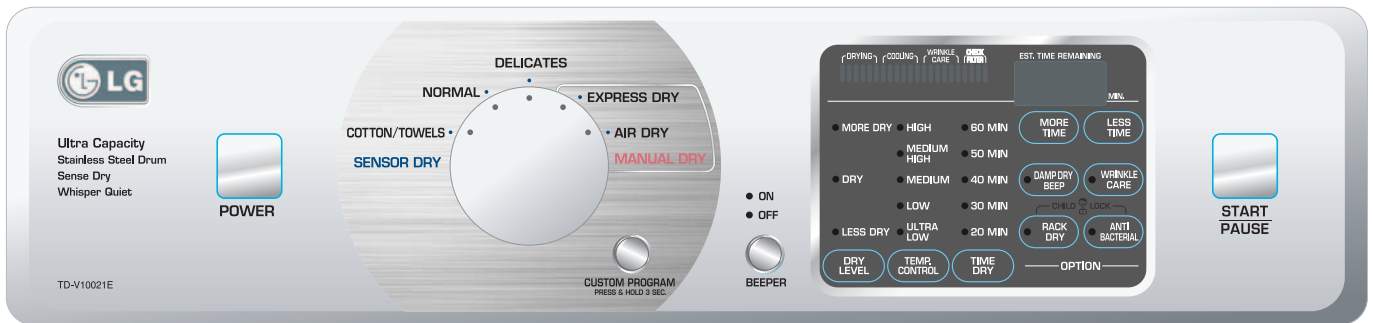 LG
Ultra Capacity
Stainless Steel Drum
Sense Dry
Whisper Quiet
TD-V10021E
POWER
DELICATES
NORMAL
COTTON/TOWELS
SENSOR DRY
EXPRESS DRY
AIR DRY
MANUAL DRY
CUSTOM PROGRAM
PRESS & HOLD 3 SEC.
ON
OFF
BEEPER
DRYING
COOLING
WRINKLE
CARE
CHECK
FILTER
EST. TIME REMAINING
MIN.
MORE DRY
HIGH
60 MIN
MEDIUM
HIGH
50 MIN
DRY
MEDIUM
40 MIN
LOW
30 MIN
LESS DRY
ULTRA
LOW
20 MIN
DRY
LEVEL
TEMP.
CONTROL
TIME
DRY
MORE
TIME
LESS
TIME
DAMP DRY
BEEP
WRINKLE
CARE
CHILD LOCK
RACK
DRY
ANTI
BACTERIAL
OPTION
START
PAUSE